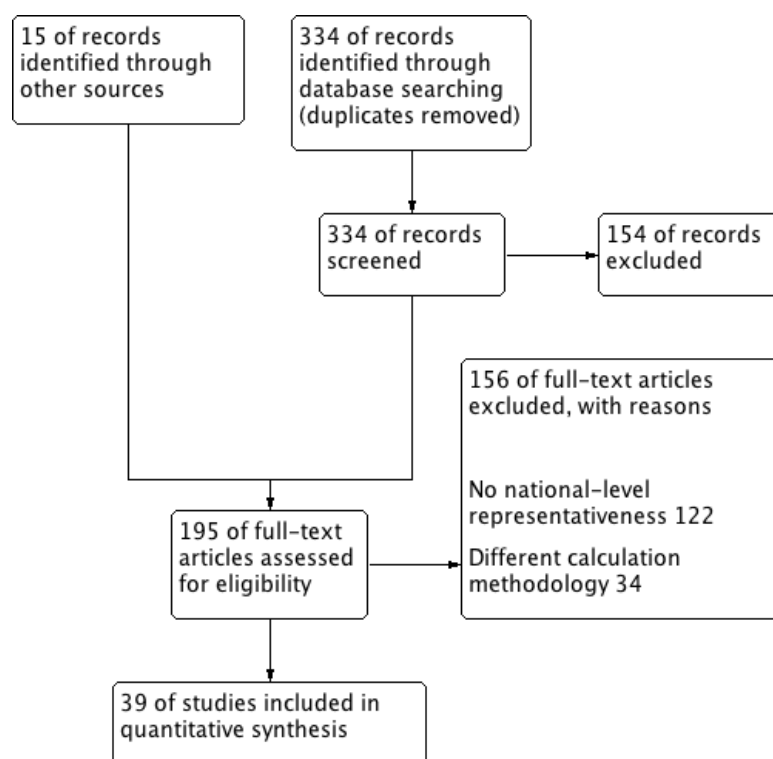 15 of records
identified through
other sources
334 of records
identified through
database searching
(duplicates removed)
334 of records
screened
154 of records
excluded
156 of full-text articles
excluded, with reasons
No national-level
representativeness 122
Different calculation
methodology 34
195 of full-text
articles assessed
for eligibility
39 of studies included in
quantitative synthesis